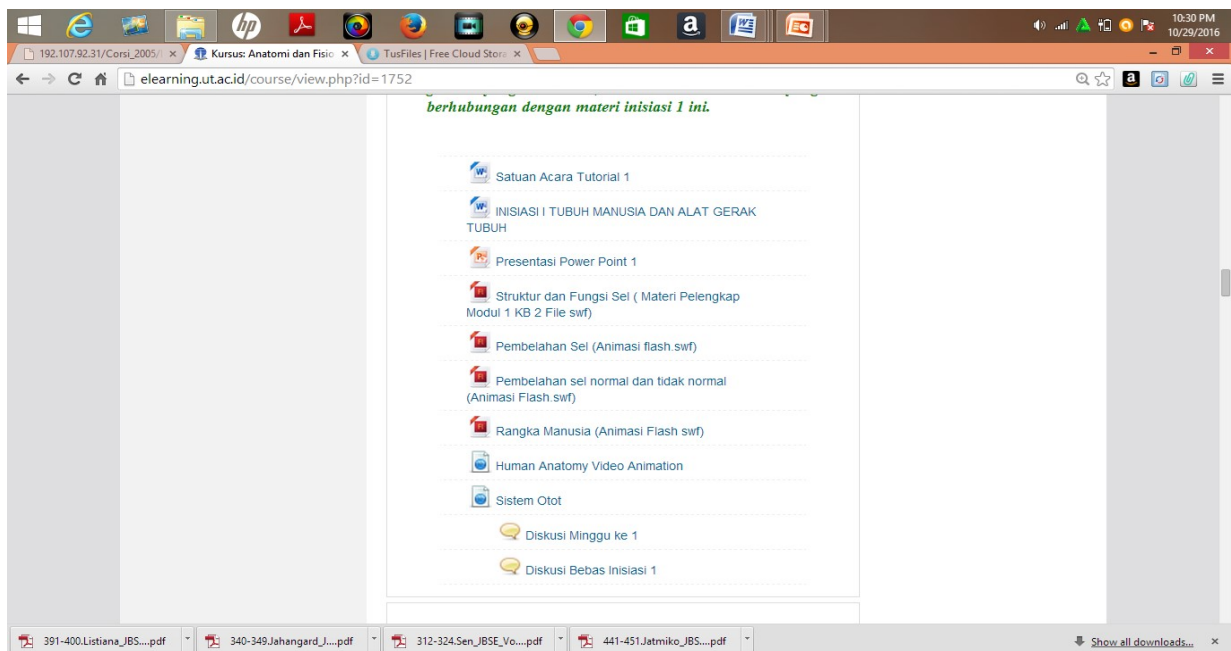 10:30 PM
10/29/2016
192.107.92.31/Corsi_2005/
Kursus: Anatomi dan Fisio
TusFiles | Free Cloud Stora
elearning.ut.ac.id/course/view.php?id=1752
berhubungan dengan materi inisiasi 1 ini.
Satuan Acara Tutorial 1
INISIASI I TUBUH MANUSIA DAN ALAT GERAK
TUBUH
Presentasi Power Point 1
Struktur dan Fungsi Sel ( Materi Pelengkap
Modul 1 KB 2 File swf)
Pembelahan Sel (Animasi flash.swf)
Pembelahan sel normal dan tidak normal
(Animasi Flash.swf)
Rangka Manusia (Animasi Flash swf)
Human Anatomy Video Animation
Sistem Otot
Diskusi Minggu ke 1
Diskusi Bebas Inisiasi 1
391-400.Listiana_JBS....pdf
340-349.Jahangard_J....pdf
312-324.Sen_JBSE_Vo....pdf
441-451.Jatmiko_JBS....pdf
Show all downloads...